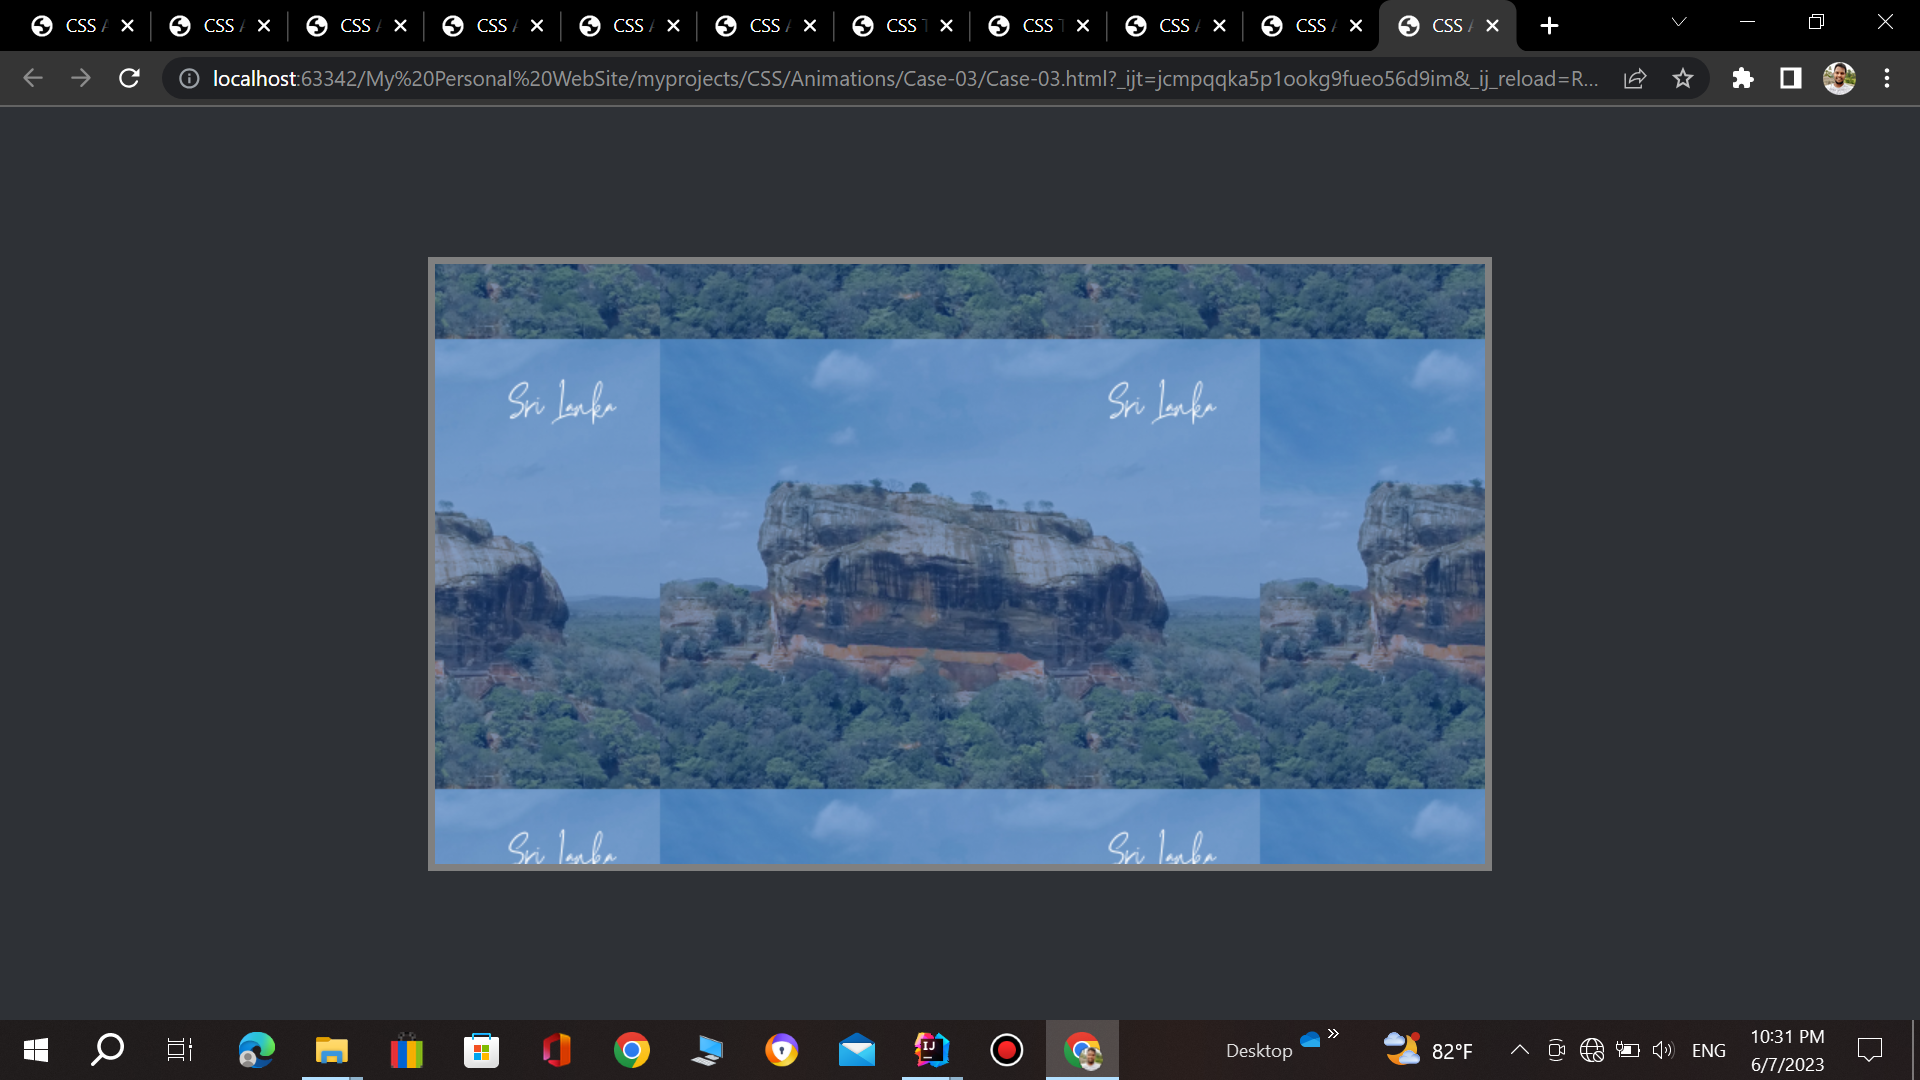 CSS A
CSS A
CSS A
CSS A
CSS A
CSS A
CSS T
CSS T
CSS A
CSS A
CSS A
localhost:63342/My%20Personal%20WebSite/myprojects/CSS/Animations/Case-03/Case-03.html?_ijt=jcmpqqka5p1ookg9fueo56d9im&_ij_reload=R...
Sri Lanka
Sri Lanka
Sri Lanka
Sri Lanka
IJ
Desktop
82°F
ENG
10:31 PM
6/7/2023